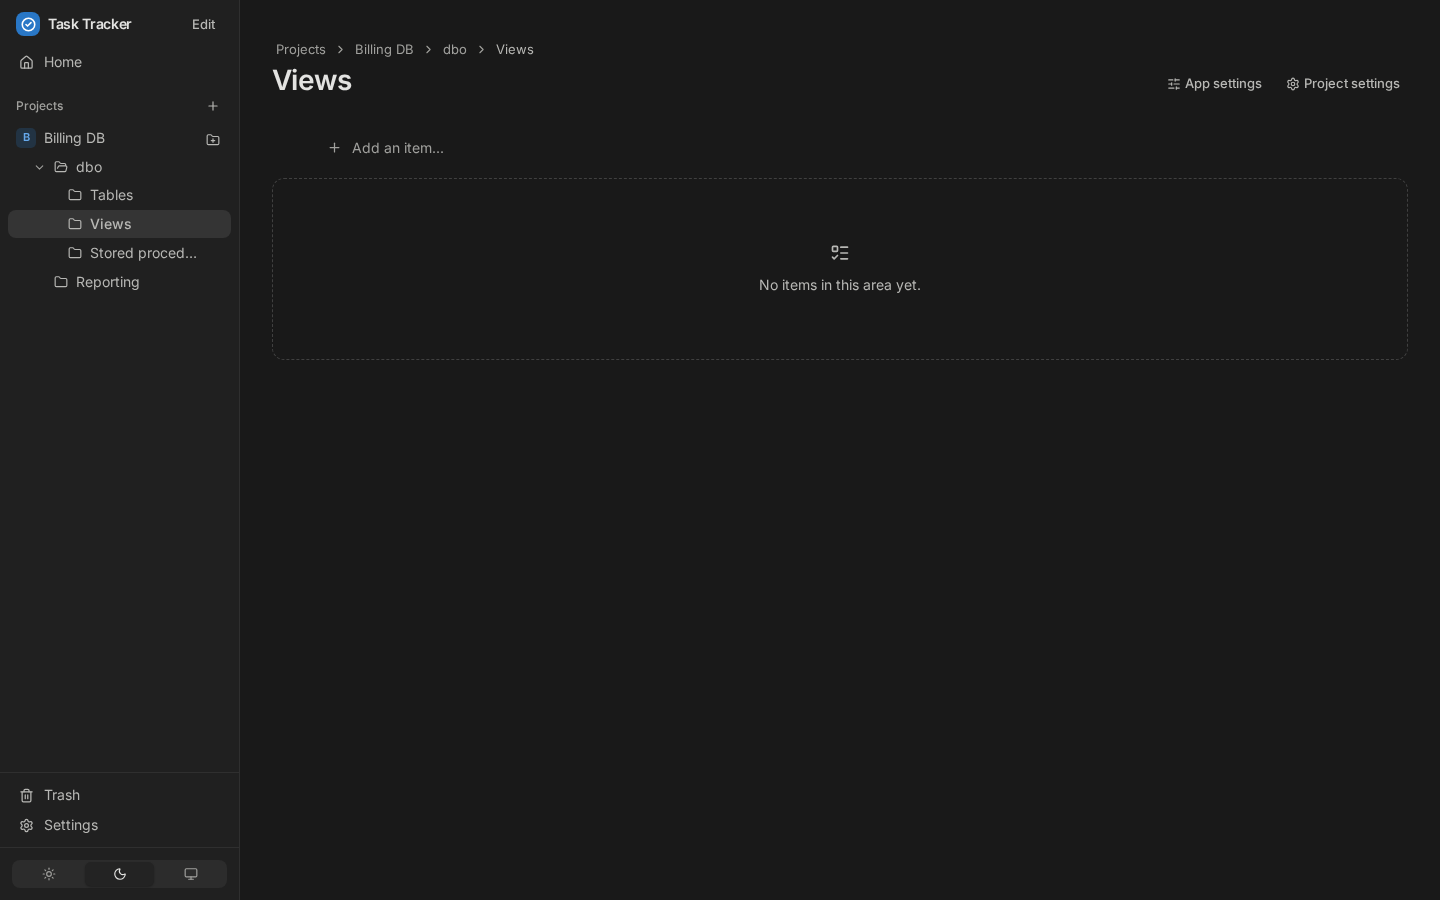 Task Tracker
Edit
Home
Projects
B
Billing DB
dbo
Tables
Views
Stored proced...
Reporting
Trash
Settings
Projects > Billing DB > dbo > Views
Views
App settings
Project settings
Add an item...
No items in this area yet.